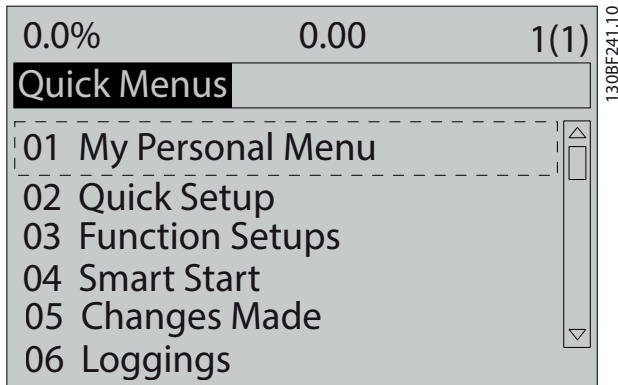 0.0% 0.00 1(1)
Quick Menus
01 My Personal Menu
02 Quick Setup
03 Function Setups
04 Smart Start
05 Changes Made
06 Loggings
130BF241.10